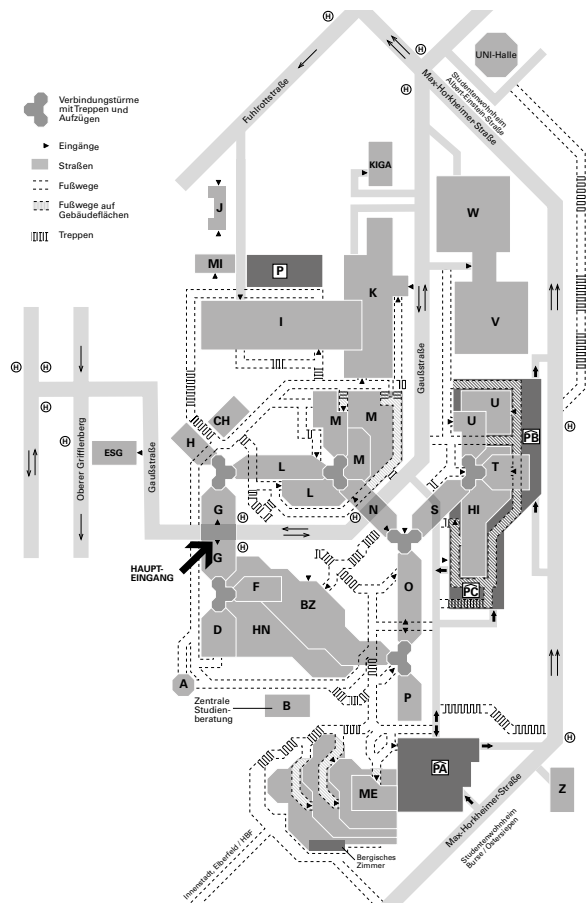 H
H
H
UNI-Halle
Studentenwohnheim
Albert-Einstein-Straße
Max-Horkheimer-Straße
Fuhlrottstraße
Verbindungstürme
mit Treppen und
Aufzügen
Eingänge
Straßen
Fußwege
Fußwege auf
Gebäudeflächen
Treppen
KIGA
J
W
MI
P
K
I
V
Gaußstraße
H
H
H
H
Oberer Grifflenberg
ESG
Gaußstraße
CH
H
M
M
M
U
U
PB
H
L
L
T
G
N
S
HI
H
H
H
G
HAUPT-
EINGANG
F
BZ
O
PC
D
HN
A
Zentrale
Studien-
beratung
B
P
H
PA
ME
Z
Max-Horkheimer-Straße
Studentenwohnheim
Burse / Ostersiepen
Bergisches
Zimmer
Innenstadt, Elberfeld / HBF